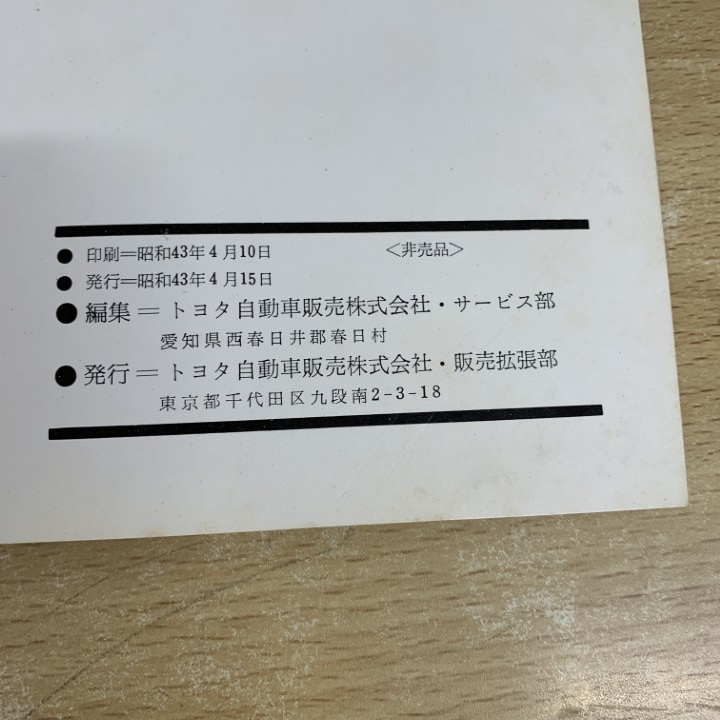 ●印刷＝昭和43年4月10日　＜非売品＞
●発行＝昭和43年4月15日
●編集＝トヨタ自動車販売株式会社・サービス部
愛知県西春日井郡春日村
●発行＝トヨタ自動車販売株式会社・販売拡張部
東京都千代田区九段南2-3-18